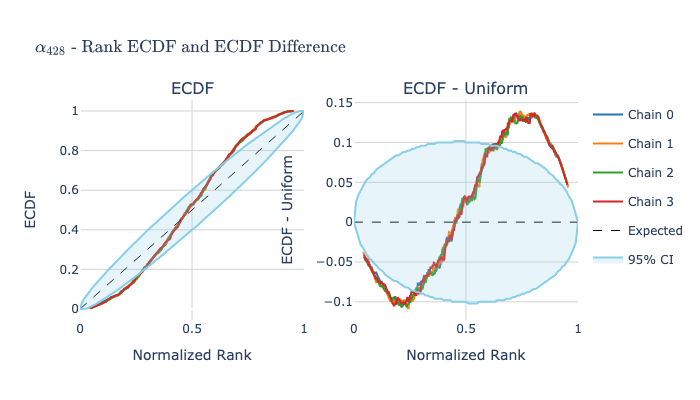 α₄₂₈ - Rank ECDF and ECDF Difference
ECDF
ECDF
1
0.8
0.6
0.4
0.2
0
0
0.5
1
Normalized Rank
ECDF - Uniform
ECDF - Uniform
0.15
0.1
0.05
0
−0.05
−0.1
0
0.5
1
Normalized Rank
Chain 0
Chain 1
Chain 2
Chain 3
Expected
95% CI